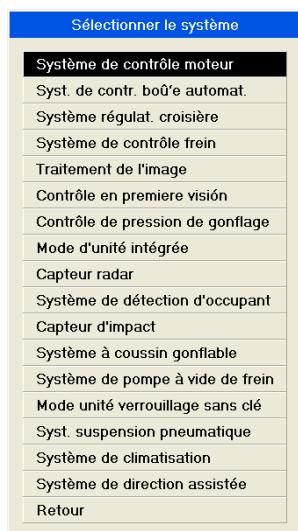 Sélectionner le système
Système de contrôle moteur
Syst. de contr. boû‘e automat.
Système régulat. croisière
Système de contrôle frein
Traitement de l'image
Contrôle en premiere visión
Contrôle de pression de gonflage
Mode d'unité intégrée
Capteur radar
Système de détection d'occupant
Capteur d'impact
Système à coussin gonflable
Système de pompe à vide de frein
Mode unité verrouillage sans clé
Syst. suspension pneumatique
Système de climatisation
Système de direction assistée
Retour